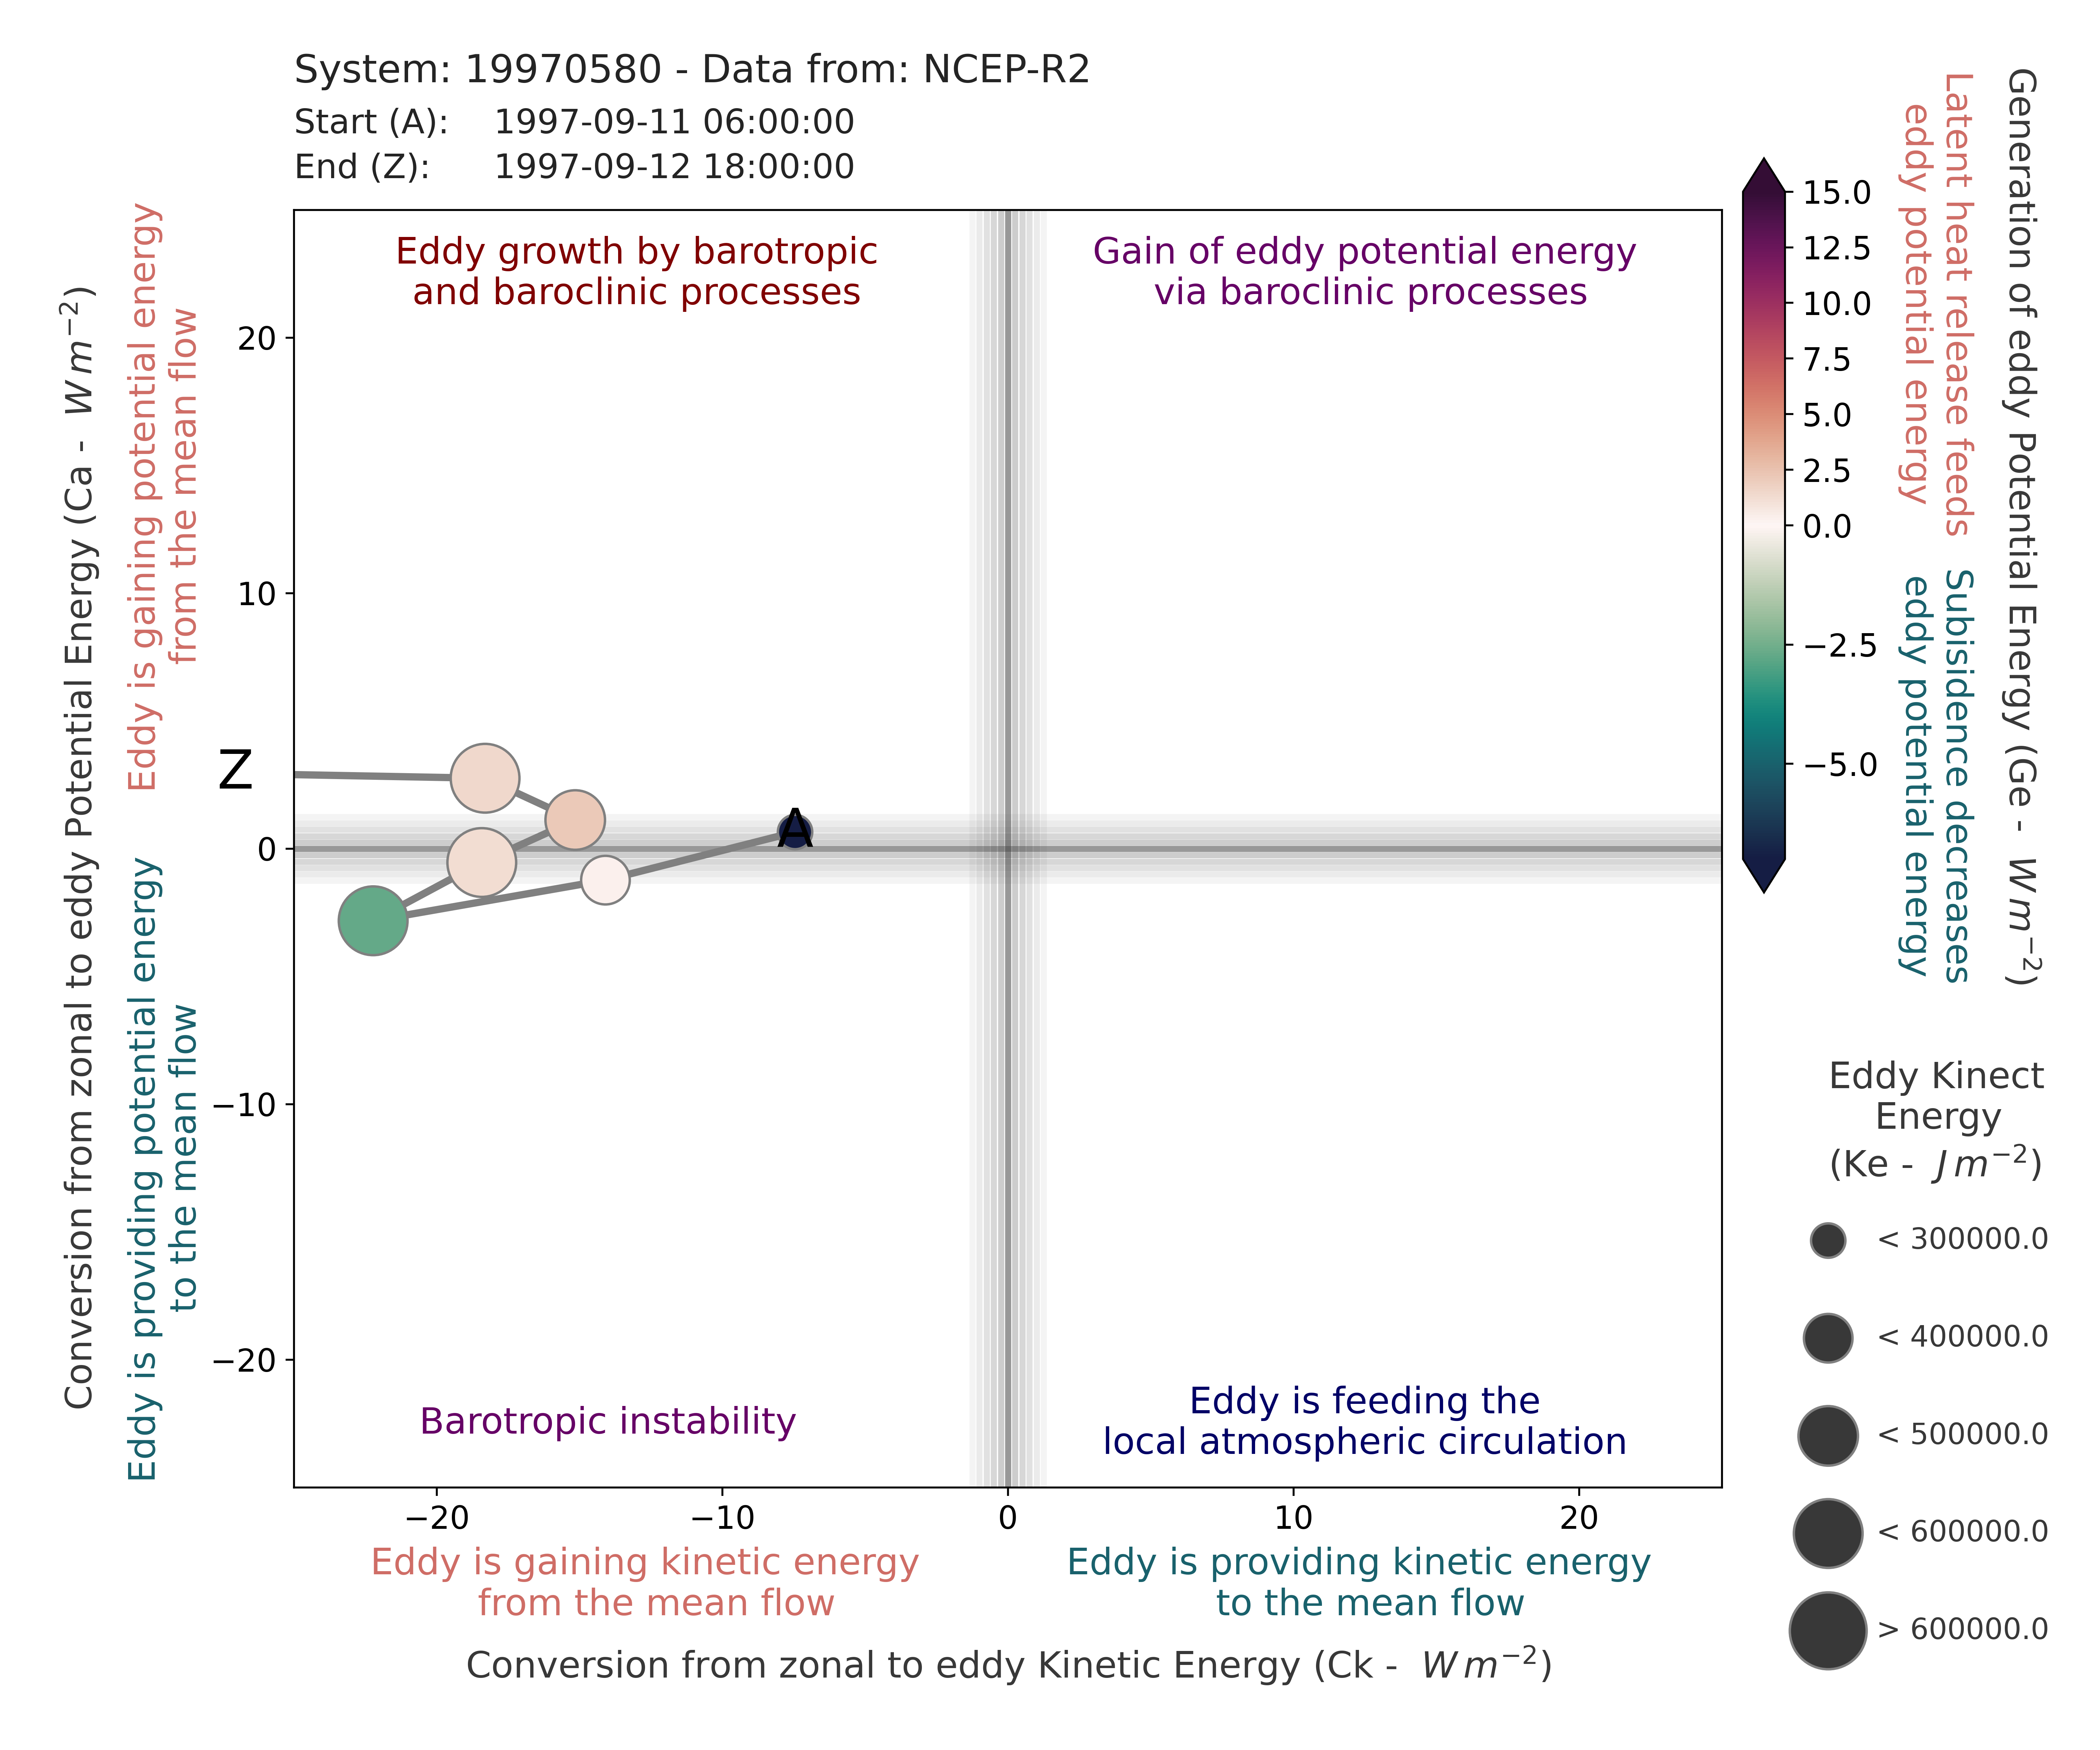 System: 19970580 - Data from: NCEP-R2
Start (A): 1997-09-11 06:00:00
End (Z): 1997-09-12 18:00:00
Eddy growth by barotropic
and baroclinic processes
Gain of eddy potential energy
via baroclinic processes
Barotropic instability
Eddy is feeding the
local atmospheric circulation
A
Z
20
10
0
−10
−20
−20
−10
0
10
20
Eddy is gaining kinetic energy
from the mean flow
Eddy is providing kinetic energy
to the mean flow
Conversion from zonal to eddy Kinetic Energy (Ck - W m⁻²)
Conversion from zonal to eddy Potential Energy (Ca - W m⁻²)
Eddy is gaining potential energy
from the mean flow
Eddy is providing potential energy
to the mean flow
15.0
12.5
10.0
7.5
5.0
2.5
0.0
−2.5
−5.0
Latent heat release feeds
eddy potential energy
Subisidence decreases
eddy potential energy
Generation of eddy Potential Energy (Ge - W m⁻²)
Eddy Kinect
Energy
(Ke - J m⁻²)
< 300000.0
< 400000.0
< 500000.0
< 600000.0
> 600000.0